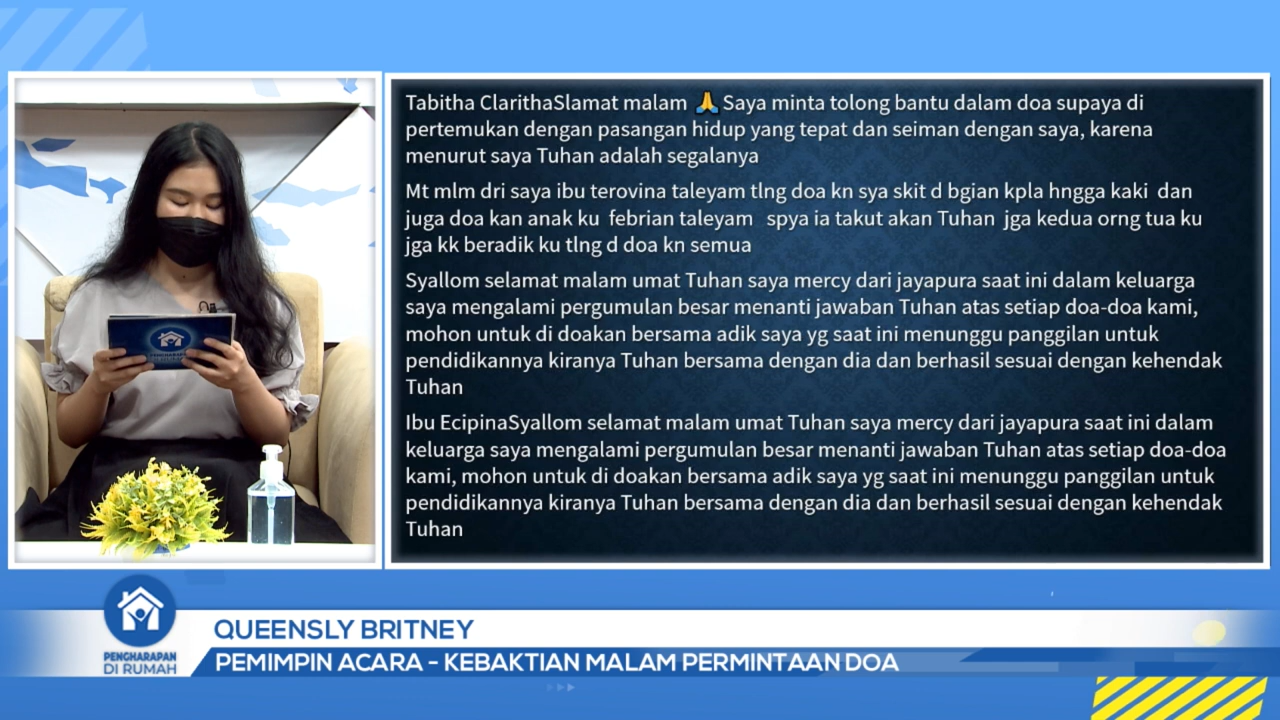 Tabitha ClarithaSlamat malam 🙏 Saya minta tolong bantu dalam doa supaya di
pertemukan dengan pasangan hidup yang tepat dan seiman dengan saya, karena
menurut saya Tuhan adalah segalanya
Mt mlm dri saya ibu terovina taleyam tlng doa kn sya skit d bgian kpla hngga kaki dan
juga doa kan anak ku febrian taleyam spya ia takut akan Tuhan jga kedua orng tua ku
jga kk beradik ku tlng d doa kn semua
Syallom selamat malam umat Tuhan saya mercy dari jayapura saat ini dalam keluarga
saya mengalami pergumulan besar menanti jawaban Tuhan atas setiap doa-doa kami,
mohon untuk di doakan bersama adik saya yg saat ini menunggu panggilan untuk
pendidikannya kiranya Tuhan bersama dengan dia dan berhasil sesuai dengan kehendak
Tuhan
Ibu EcipinaSyallom selamat malam umat Tuhan saya mercy dari jayapura saat ini dalam
keluarga saya mengalami pergumulan besar menanti jawaban Tuhan atas setiap doa-doa
kami, mohon untuk di doakan bersama adik saya yg saat ini menunggu panggilan untuk
pendidikannya kiranya Tuhan bersama dengan dia dan berhasil sesuai dengan kehendak
Tuhan
PENGHARAPAN
QUEENSLY BRITNEY
PEMIMPIN ACARA - KEBAKTIAN MALAM PERMINTAAN DOA
PENGHARAPAN
DI RUMAH